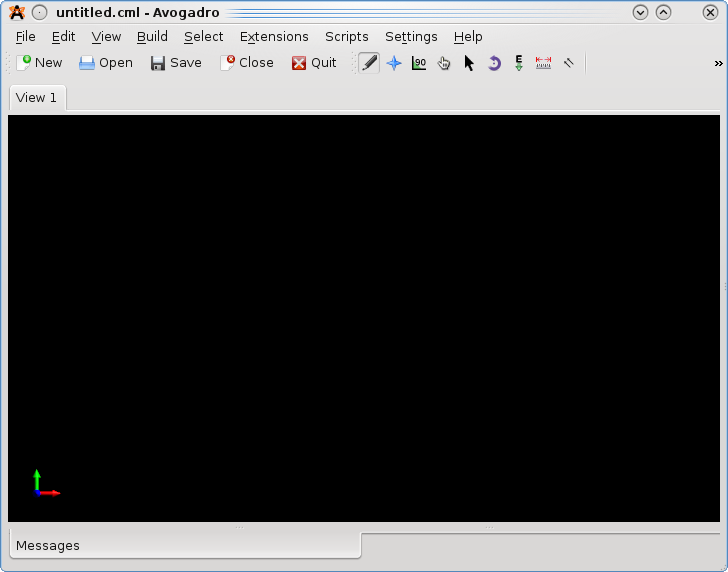 untitled.cml - Avogadro
File Edit View Build Select Extensions Scripts Settings Help
New Open Save Close Quit 90 E »
View 1
Messages